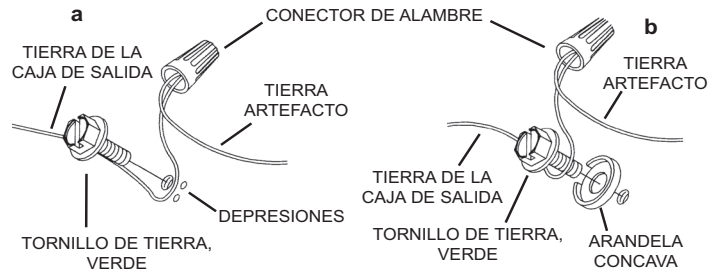 a
CONECTOR DE ALAMBRE
b
TIERRA DE LA
CAJA DE SALIDA
TIERRA
ARTEFACTO
TIERRA
ARTEFACTO
TIERRA DE LA
CAJA DE SALIDA
DEPRESIONES
TORNILLO DE TIERRA,
VERDE
TORNILLO DE TIERRA,
VERDE
ARANDELA
CONCAVA